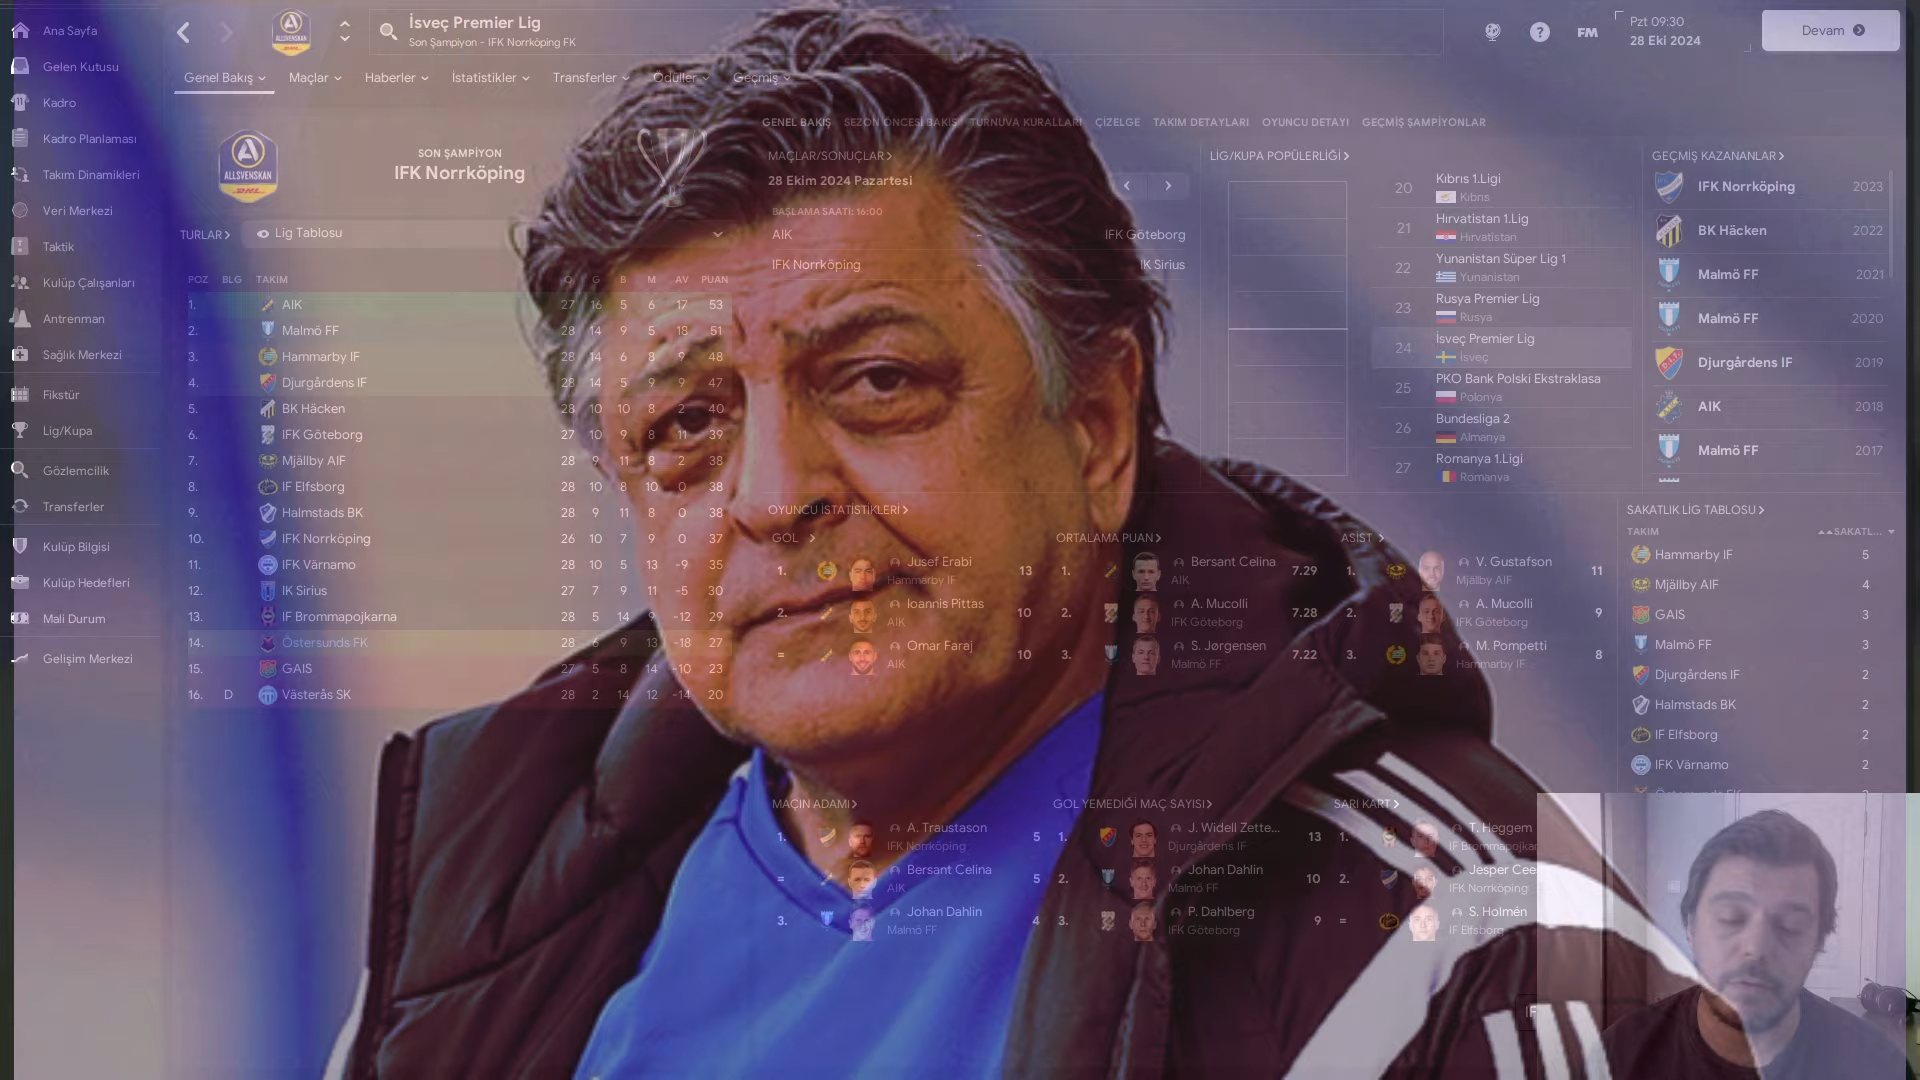 Ana Sayfa
Gelen Kutusu
Kadro
Kadro Planlaması
Takım Dinamikleri
Veri Merkezi
Taktik
Kulüp Çalışanları
Antrenman
Sağlık Merkezi
Fikstür
Lig/Kupa
Gözlemcilik
Transferler
Kulüp Bilgisi
Kulüp Hedefleri
Mali Durum
Gelişim Merkezi
İsveç Premier Lig
Son Şampiyon - IFK Norrköping FK
FM
Pzt 09:30
28 Eki 2024
Devam
Genel Bakış Maçlar Haberler İstatistikler Transferler Ödüller Geçmiş
GENEL BAKIŞ SEZON ÖNCESİ BAKIŞ TURNUVA KURALLARI ÇİZELGE TAKIM DETAYLARI OYUNCU DETAYI GEÇMİŞ ŞAMPİYONLAR
ALLSVENSKAN
SON ŞAMPİYON
IFK Norrköping
TURLAR
Lig Tablosu
POZ BLG TAKIM O G B M AV PUAN
1. AIK 27 16 5 6 17 53
2. Malmö FF 28 14 9 5 18 51
3. Hammarby IF 28 14 6 8 9 48
4. Djurgårdens IF 28 14 5 9 9 47
5. BK Häcken 28 10 10 8 2 40
6. IFK Göteborg 27 10 9 8 11 39
7. Mjällby AIF 28 9 11 8 2 38
8. IF Elfsborg 28 10 8 10 0 38
9. Halmstads BK 28 9 11 8 0 38
10. IFK Norrköping 26 10 7 9 0 37
11. IFK Värnamo 28 10 5 13 -9 35
12. IK Sirius 27 7 9 11 -5 30
13. IF Brommapojkarna 28 5 14 9 -12 29
14. Östersunds FK 28 6 9 13 -18 27
15. GAIS 27 5 8 14 -10 23
16. D Västerås SK 28 2 14 12 -14 20
MAÇLAR/SONUÇLAR
28 Ekim 2024 Pazartesi
BAŞLAMA SAATİ: 16:00
AIK - IFK Göteborg
IFK Norrköping - IK Sirius
LİG/KUPA POPÜLERLİĞİ
20 Kıbrıs 1.Ligi
Kıbrıs
21 Hırvatistan 1.Lig
Hırvatistan
22 Yunanistan Süper Lig 1
Yunanistan
23 Rusya Premier Lig
Rusya
24 İsveç Premier Lig
İsveç
25 PKO Bank Polski Ekstraklasa
Polonya
26 Bundesliga 2
Almanya
27 Romanya 1.Ligi
Romanya
GEÇMİŞ KAZANANLAR
IFK Norrköping 2023
BK Häcken 2022
Malmö FF 2021
Malmö FF 2020
Djurgårdens IF 2019
AIK 2018
Malmö FF 2017
OYUNCU İSTATİSTİKLERİ
GOL
1. Jusef Erabi 13
Hammarby IF
2. Ioannis Pittas 10
AIK
= Omar Faraj 10
AIK
ORTALAMA PUAN
1. Bersant Celina 7.29
AIK
2. A. Mucolli 7.28
IFK Göteborg
3. S. Jørgensen 7.22
Malmö FF
ASİST
1. V. Gustafson 11
Mjällby AIF
2. A. Mucolli 9
IFK Göteborg
3. M. Pompetti 8
Hammarby IF
SAKATLIK LİG TABLOSU
TAKIM SAKATL...
Hammarby IF 5
Mjällby AIF 4
GAIS 3
Malmö FF 3
Djurgårdens IF 2
Halmstads BK 2
IF Elfsborg 2
IFK Värnamo 2
MAÇIN ADAMI
1. A. Traustason 5
IFK Norrköping
= Bersant Celina 5
AIK
3. Johan Dahlin 4
Malmö FF
GOL YEMEDİĞİ MAÇ SAYISI
1. J. Widell Zette... 13
Djurgårdens IF
2. Johan Dahlin 10
Malmö FF
3. P. Dahlberg 9
IFK Göteborg
SARI KART
1. T. Heggem
IF Brommapojkar
2. Jesper Cee
IFK Norrköping
= S. Holmén
IF Elfsborg
IF